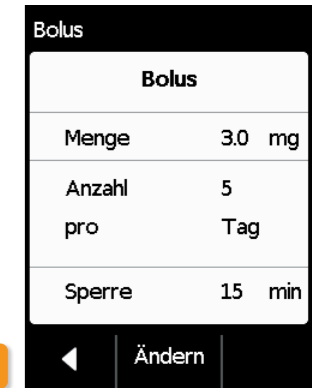 Bolus
Bolus
Menge 3.0 mg
Anzahl 5
pro Tag
Sperre 15 min
Ändern